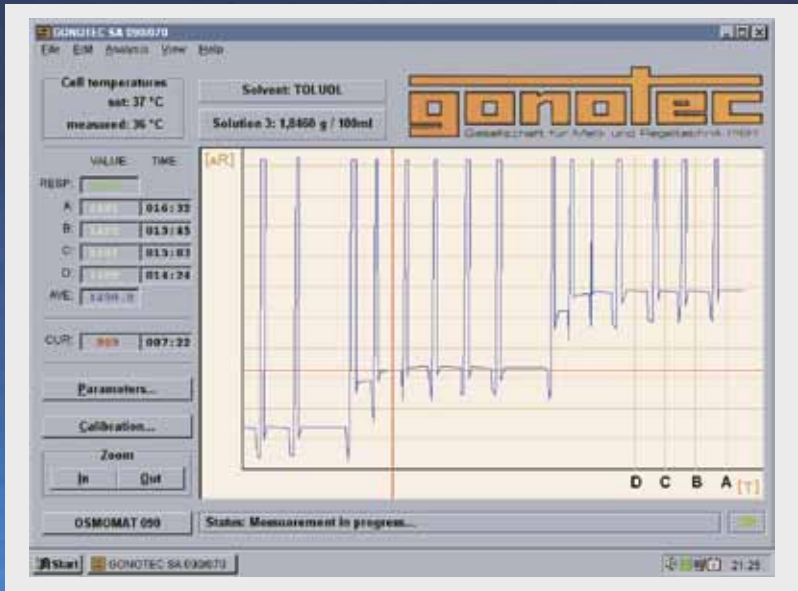 GONOTEC SA 090/070
File Edit Analysis View Help
Cell temperatures
set: 37 °C
measured: 36 °C
Solvent: TOLUOL
Solution 3: 1,8460 g / 100ml
gonotec
Gesellschaft für Meß- und Regeltechnik mbH
VALUE: TIME:
[AR]
RESP:
A: 016:32
B: 015:45
C: 015:03
D: 014:24
AVE:
CUR: 007:22
Parameters...
Calibration...
Zoom
In Out
D C B A [T]
OSMOMAT 090 Status: Measurement in progress...
Start GONOTEC SA 090/070 21:25